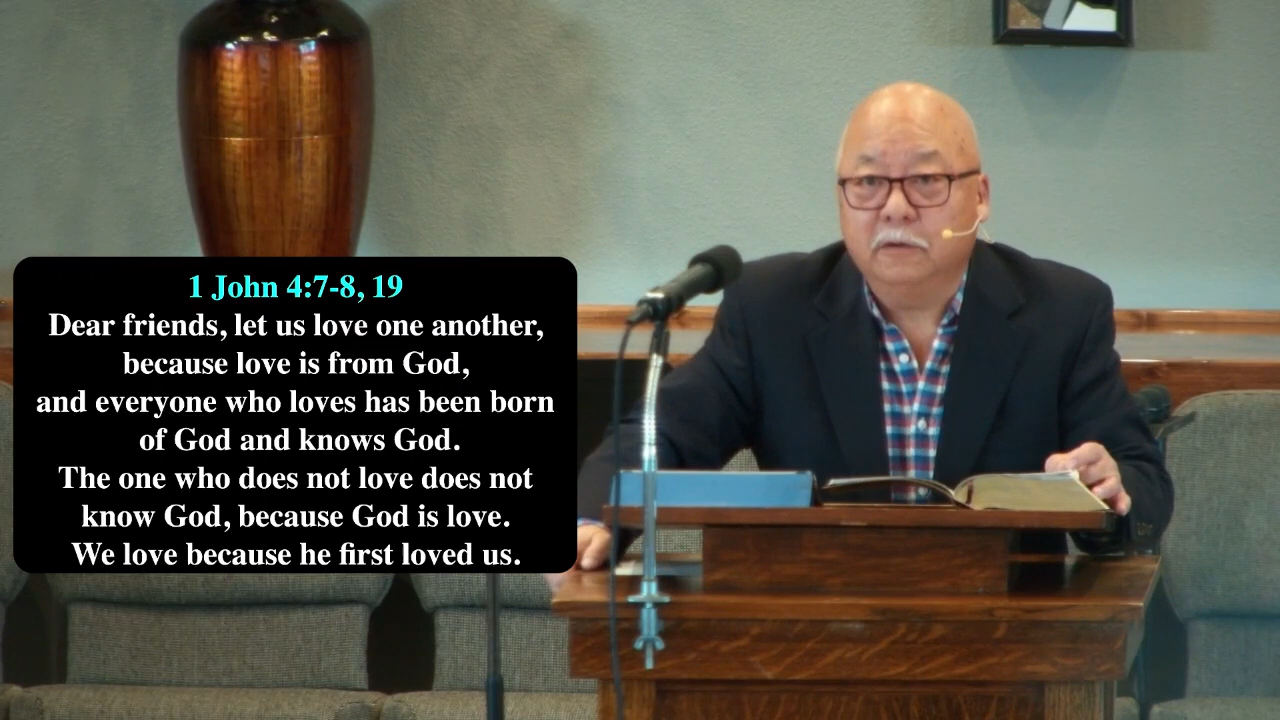 1 John 4:7-8, 19
Dear friends, let us love one another,
because love is from God,
and everyone who loves has been born
of God and knows God.
The one who does not love does not
know God, because God is love.
We love because he first loved us.